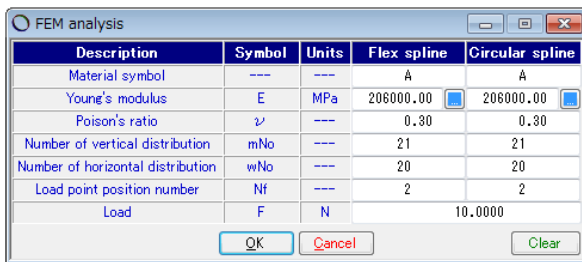 FEM analysis
Description Symbol Units Flex spline Circular spline
Material symbol --- --- A A
Young's modulus E MPa 206000.00 ... 206000.00 ...
Poison's ratio ν --- 0.30 0.30
Number of vertical distribution mNo --- 21 21
Number of horizontal distribution wNo --- 20 20
Load point position number Nf --- 2 2
Load F N 10.0000
OK Cancel Clear